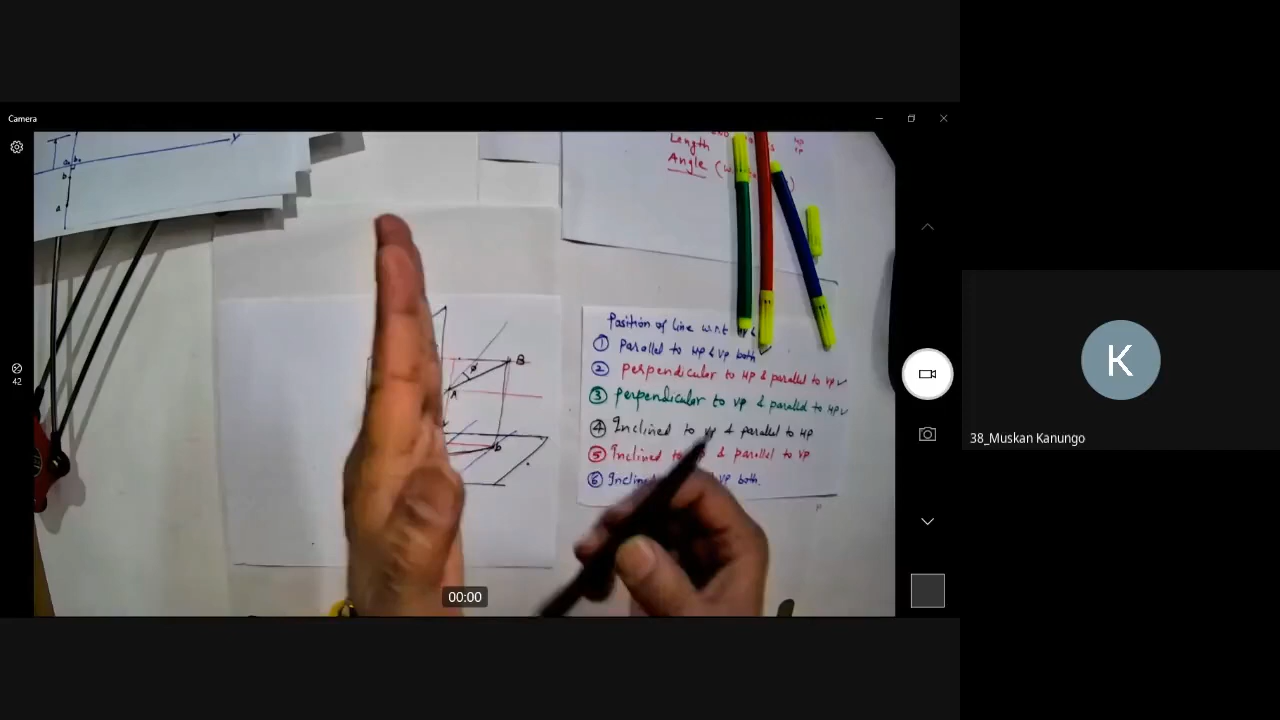 Camera
Length
HP
Angle
Position of Line w.r.t
① Parallel to HP & VP both
② Perpendicular to HP & parallel to VP ✓
③ Perpendicular to VP & parallel to HP ✓
④ Inclined to VP & parallel to HP
⑤ Inclined to & parallel to VP
⑥ VP both.
B
A
b
42
00:00
K
38_Muskan Kanungo